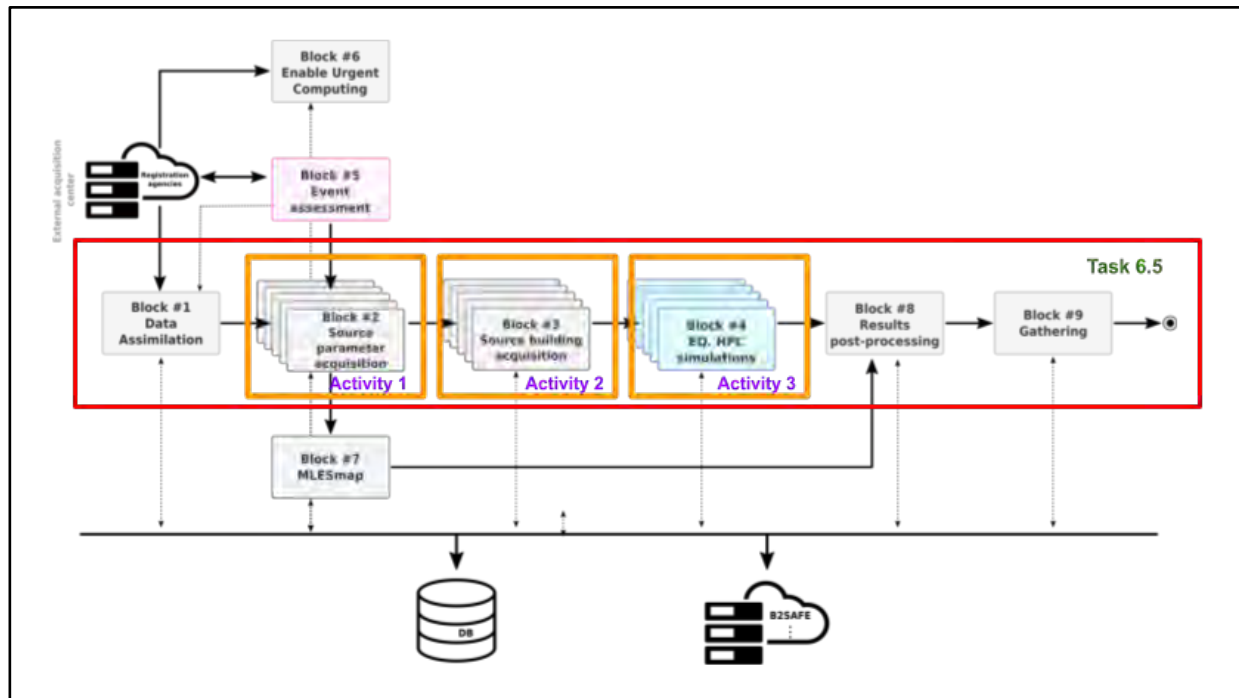 Block #6
Enable Urgent
Computing
External acquisition
center
Registration
agencies
Block #5
Event
assessment
Task 6.5
Block #1
Data
Assimilation
Block #2
Source
parameter
acquisition
Activity 1
Block #3
Source building
acquisition
Activity 2
Block #4
EQ. HPC
simulations
Activity 3
Block #8
Results
post-processing
Block #9
Gathering
Block #7
MLESmap
DB
B2SAFE